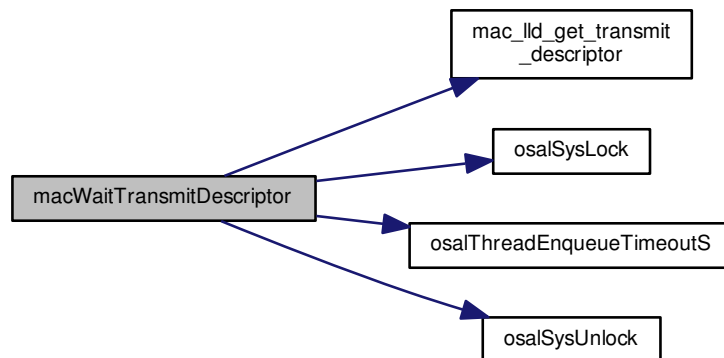 mac_lld_get_transmit
_descriptor
osalSysLock
macWaitTransmitDescriptor
osalThreadEnqueueTimeoutS
osalSysUnlock